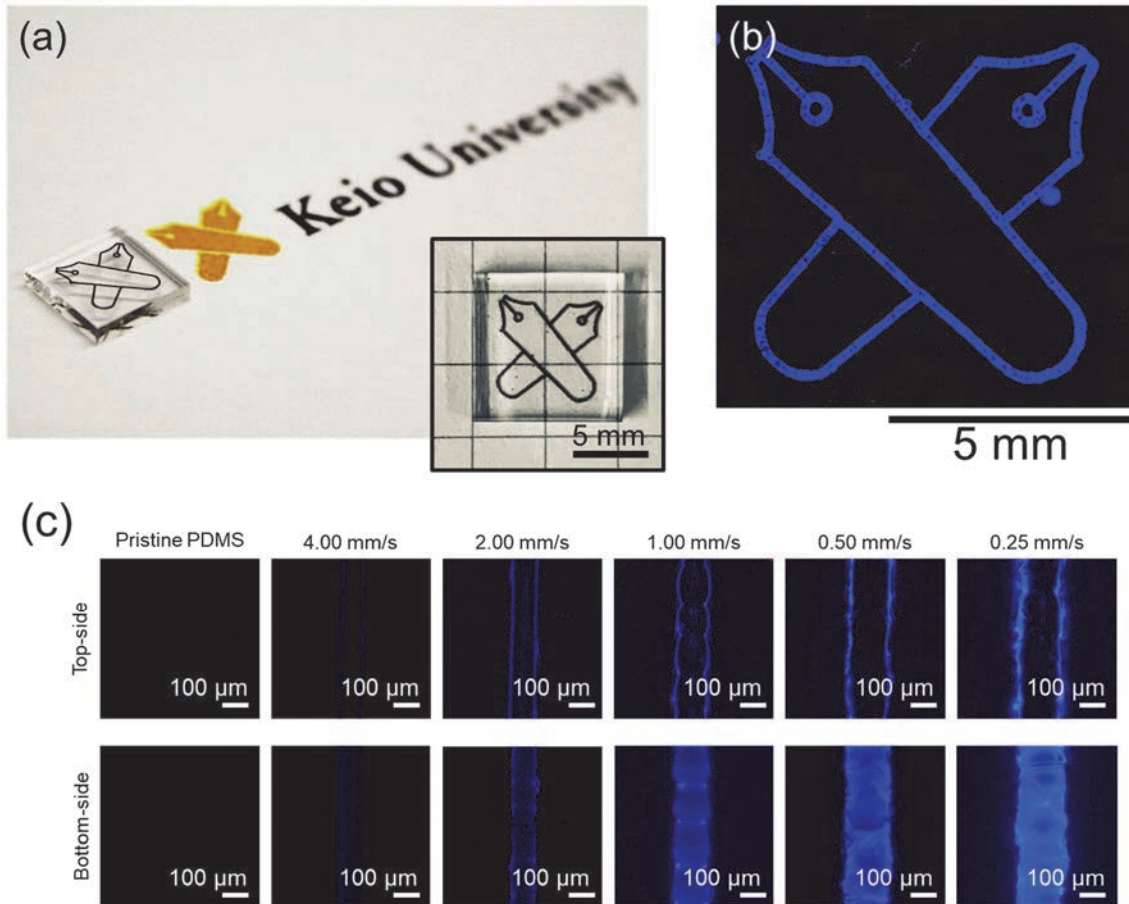 (a)
Keio University
5 mm
(b)
5 mm
(c)
Pristine PDMS 4.00 mm/s 2.00 mm/s 1.00 mm/s 0.50 mm/s 0.25 mm/s
Top-side
100 µm 100 µm 100 µm 100 µm 100 µm 100 µm
Bottom-side
100 µm 100 µm 100 µm 100 µm 100 µm 100 µm